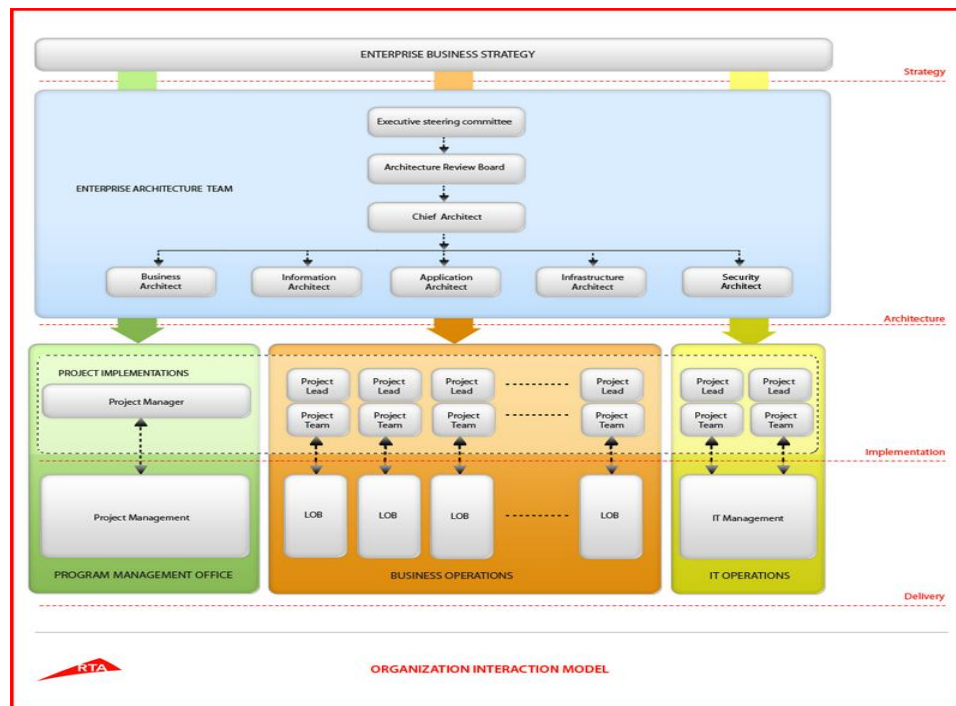 ENTERPRISE BUSINESS STRATEGY
Strategy
Executive steering committee
Architecture Review Board
ENTERPRISE ARCHITECTURE TEAM
Chief Architect
Business
Architect
Information
Architect
Application
Architect
Infrastructure
Architect
Security
Architect
Architecture
PROJECT IMPLEMENTATIONS
Project Manager
Project
Lead
Project
Lead
Project
Lead
Project
Lead
Project
Lead
Project
Lead
Project
Team
Project
Team
Project
Team
Project
Team
Project
Team
Project
Team
Implementation
Project Management
LOB
LOB
LOB
LOB
IT Management
PROGRAM MANAGEMENT OFFICE
BUSINESS OPERATIONS
IT OPERATIONS
Delivery
RTA
ORGANIZATION INTERACTION MODEL